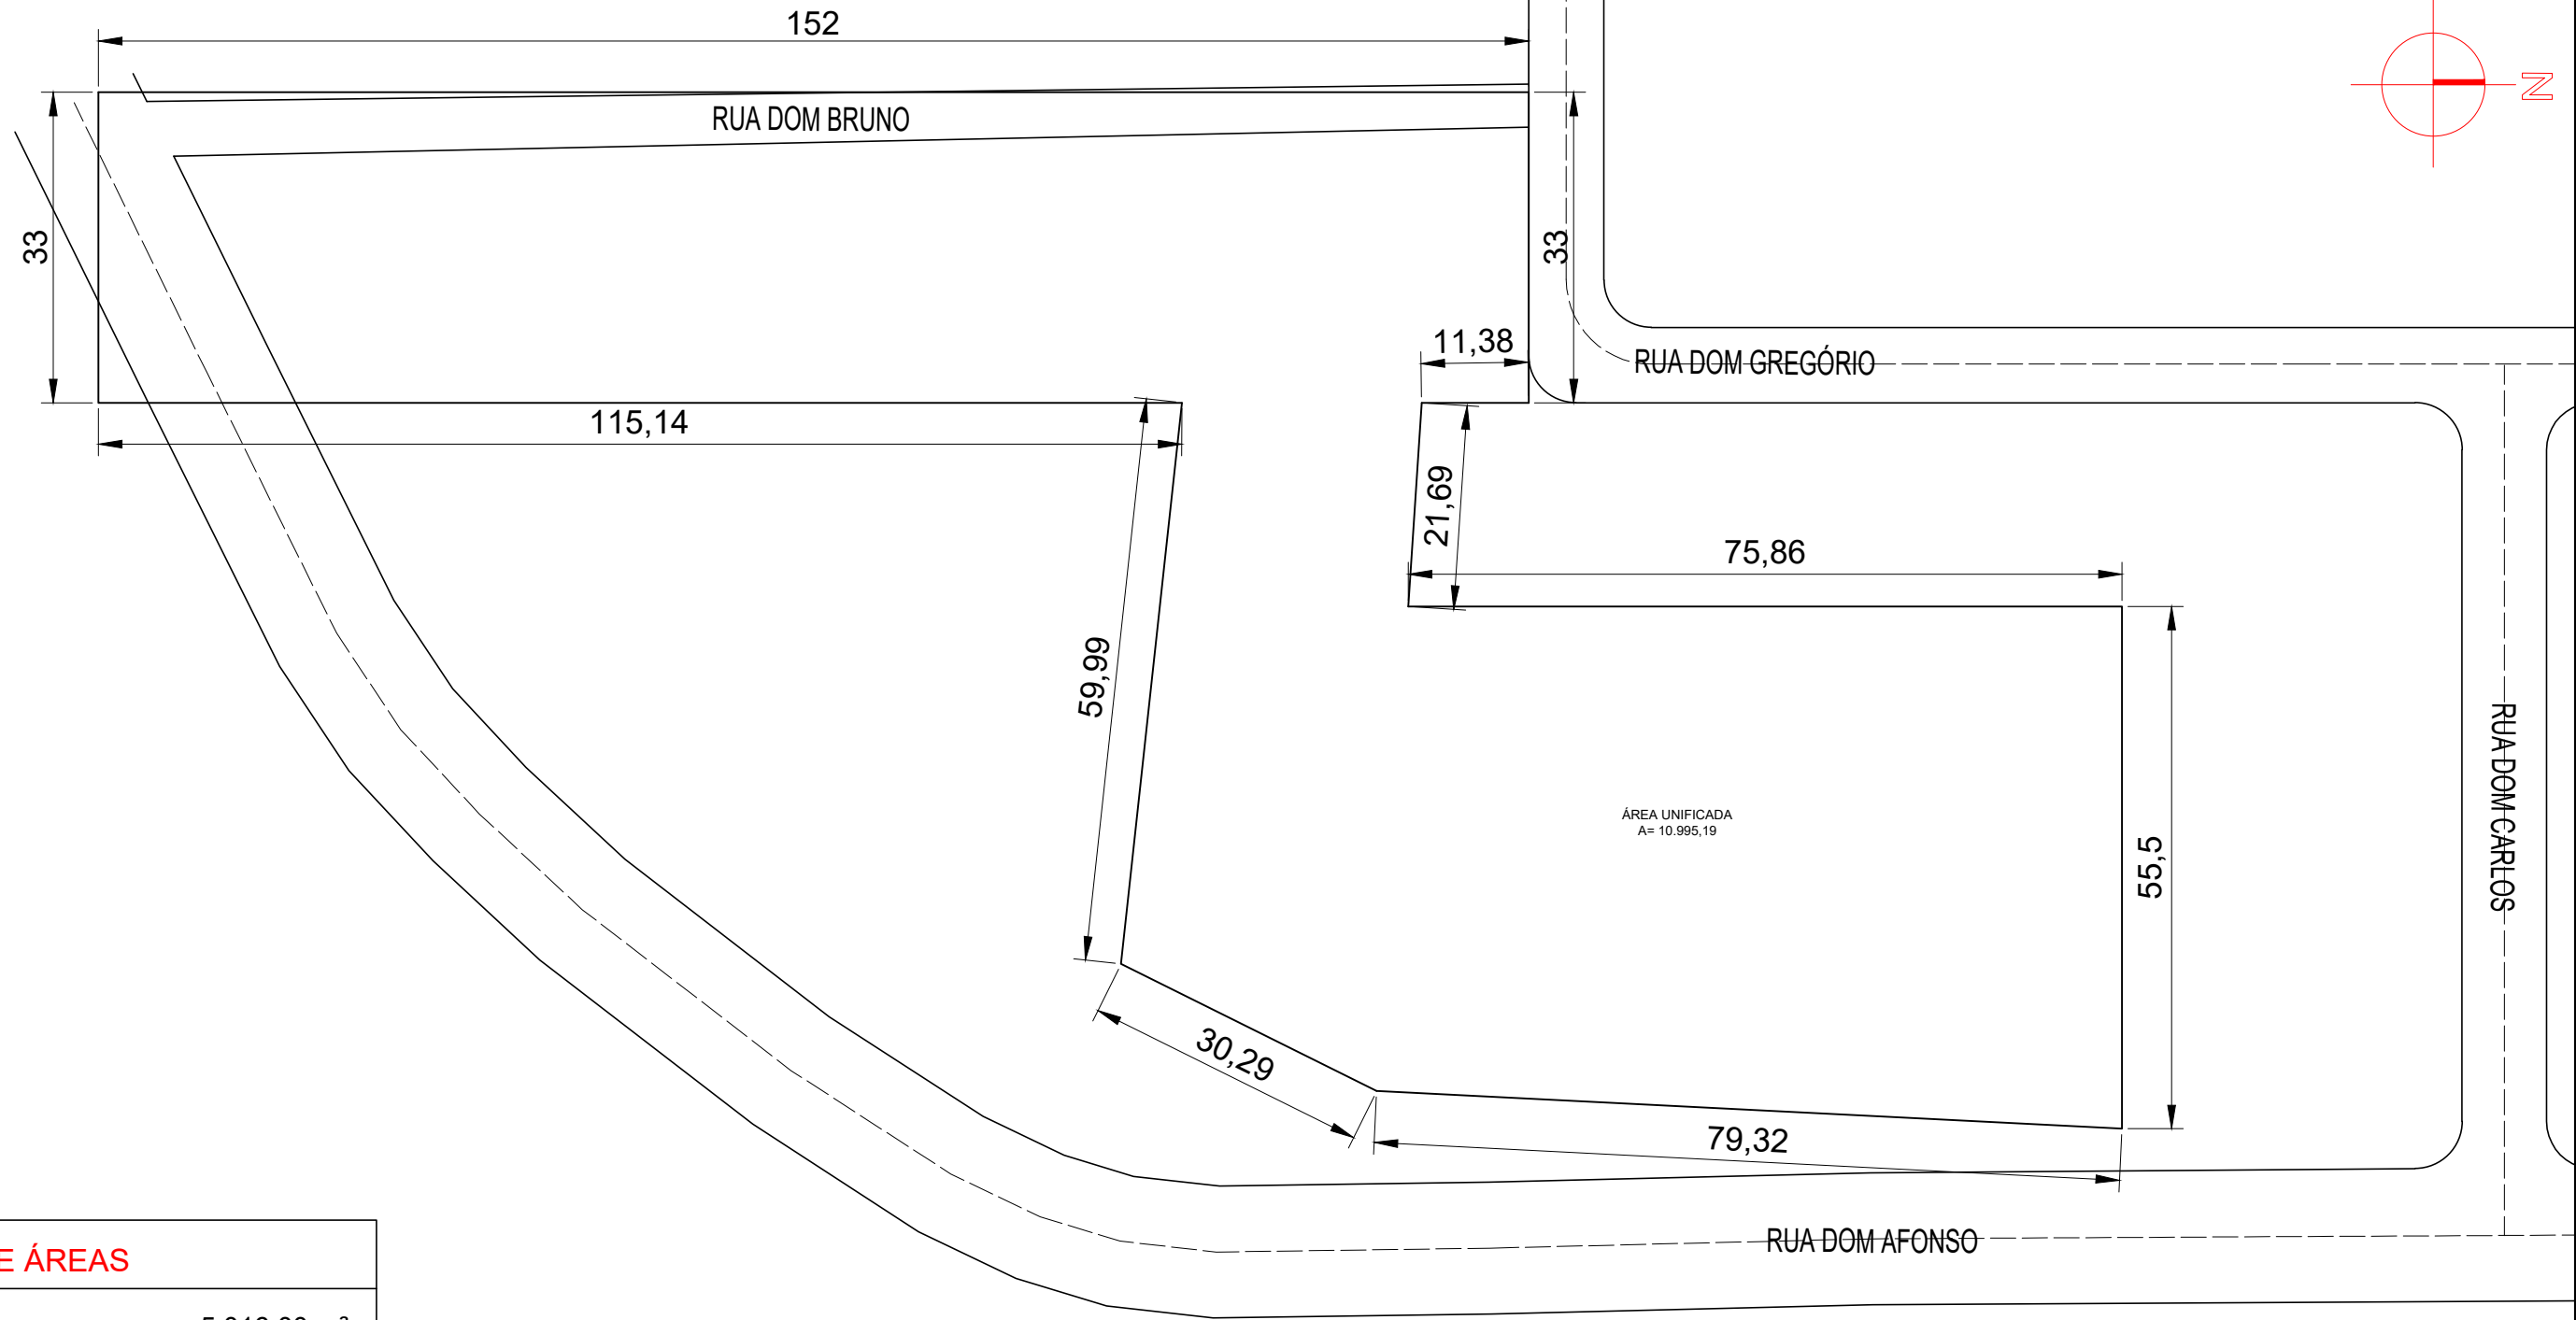 152
RUA DOM BRUNO
N
33
33
11,38
RUA DOM GREGÓRIO
115,14
21,69
75,86
59,99
RUA DOM CARLOS
ÁREA UNIFICADA
A= 10.995,19
55,5
30,29
79,32
RUA DOM AFONSO
E ÁREAS